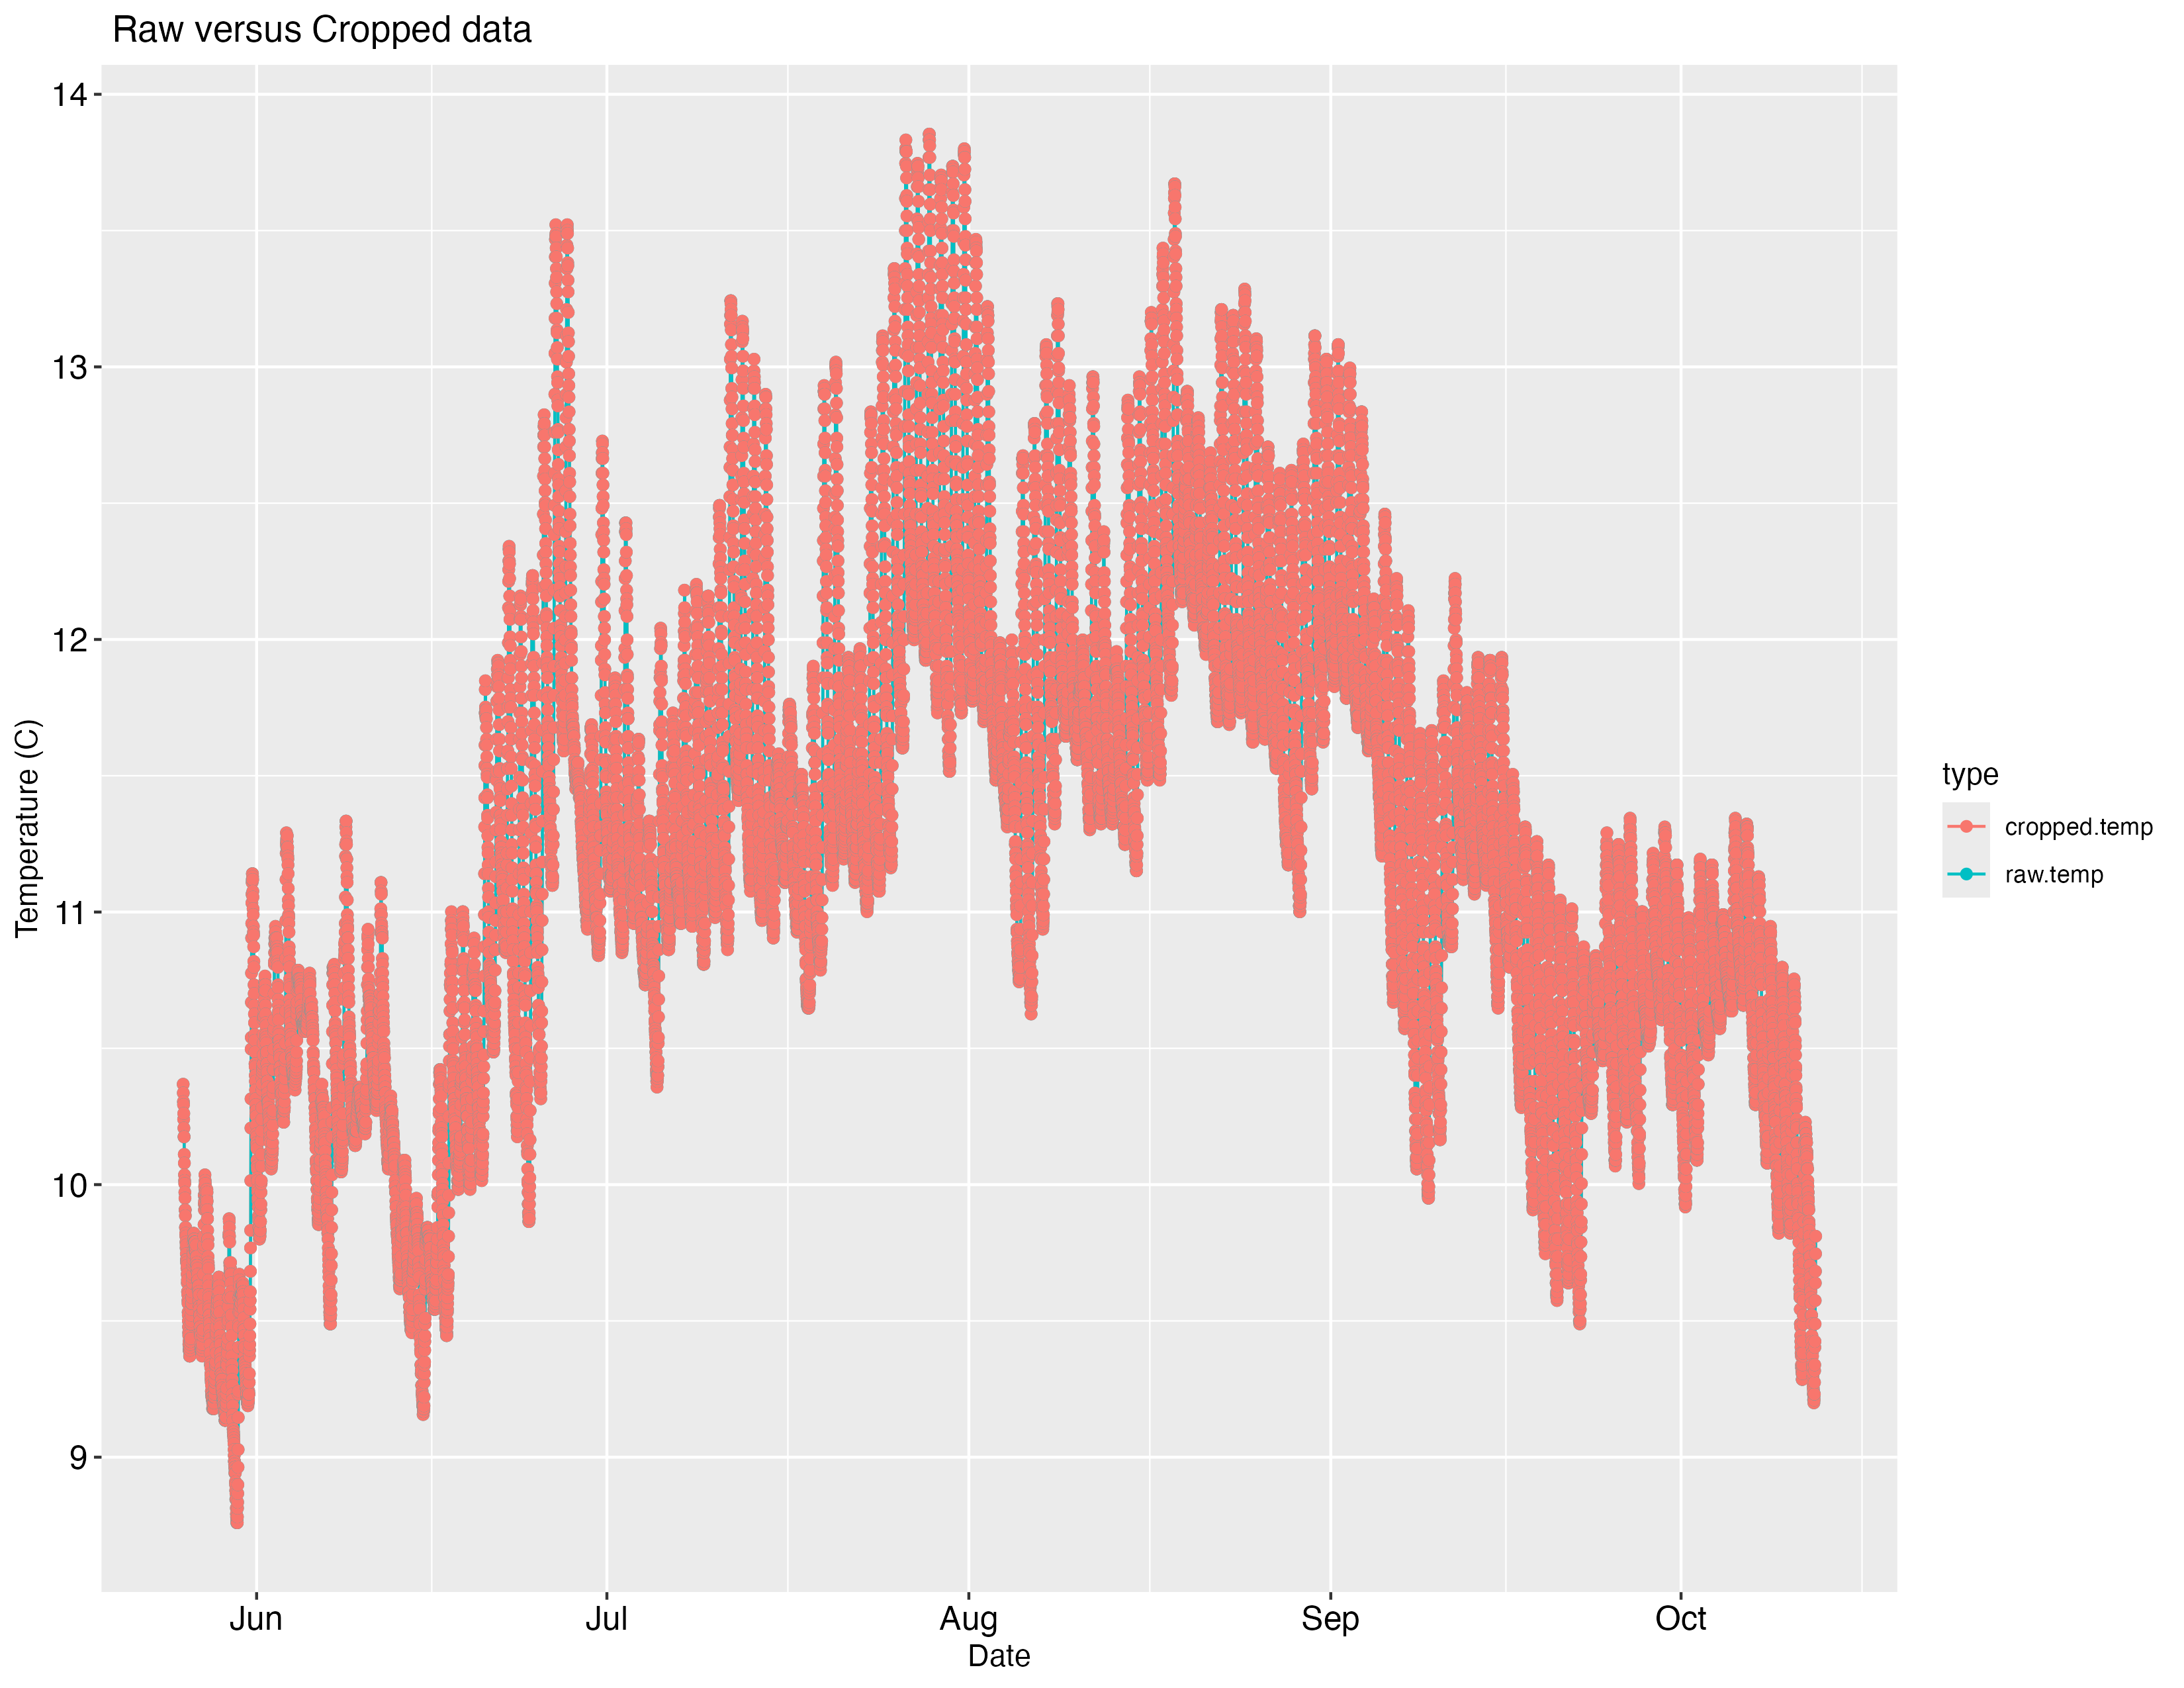 Raw versus Cropped data
14
13
12
11
10
9
Temperature (C)
Jun
Jul
Aug
Sep
Oct
Date
type
cropped.temp
raw.temp